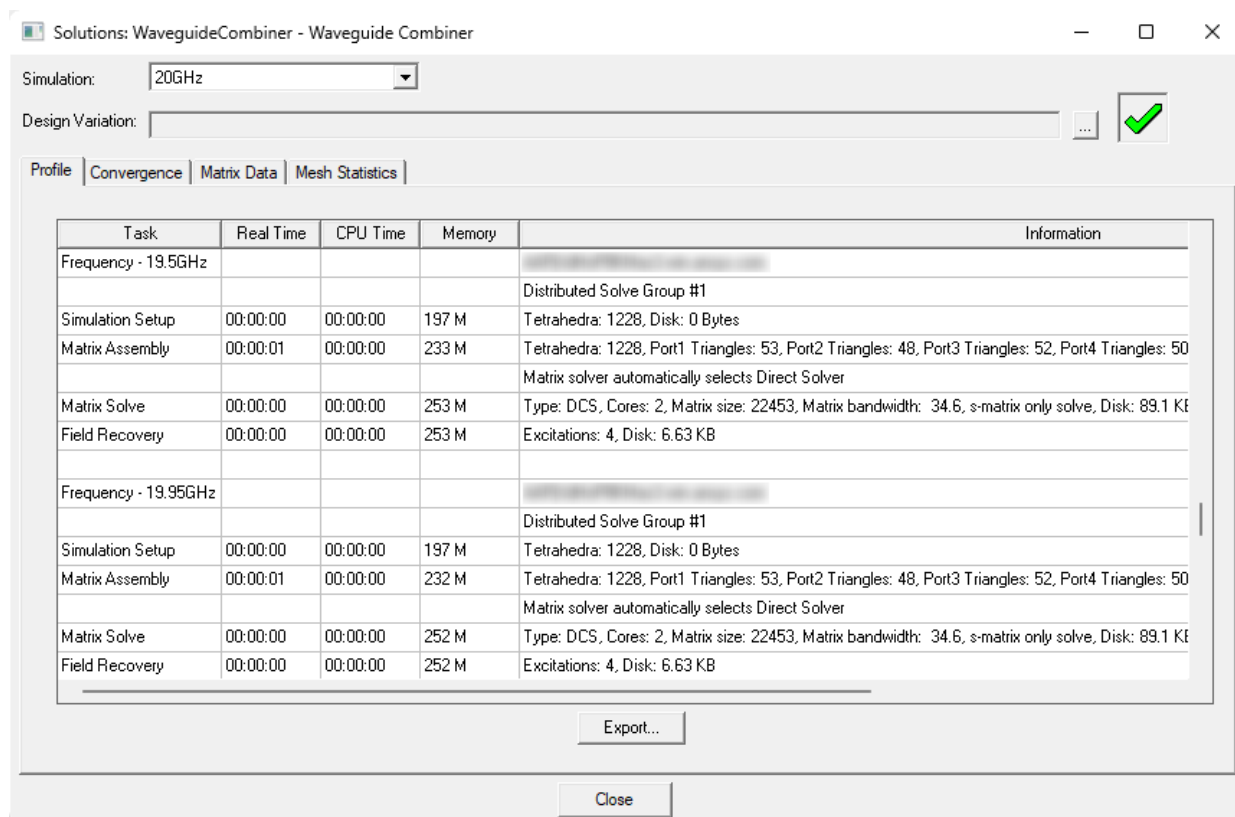 Solutions: WaveguideCombiner - Waveguide Combiner
Simulation: 20GHz
Design Variation: ...
Profile Convergence Matrix Data Mesh Statistics
Task Real Time CPU Time Memory Information
Frequency - 19.5GHz
Distributed Solve Group #1
Simulation Setup 00:00:00 00:00:00 197 M Tetrahedra: 1228, Disk: 0 Bytes
Matrix Assembly 00:00:01 00:00:00 233 M Tetrahedra: 1228, Port1 Triangles: 53, Port2 Triangles: 48, Port3 Triangles: 52, Port4 Triangles: 50
Matrix solver automatically selects Direct Solver
Matrix Solve 00:00:00 00:00:00 253 M Type: DCS, Cores: 2, Matrix size: 22453, Matrix bandwidth: 34.6, s-matrix only solve, Disk: 89.1 KB
Field Recovery 00:00:00 00:00:00 253 M Excitations: 4, Disk: 6.63 KB
Frequency - 19.95GHz
Distributed Solve Group #1
Simulation Setup 00:00:00 00:00:00 197 M Tetrahedra: 1228, Disk: 0 Bytes
Matrix Assembly 00:00:01 00:00:00 232 M Tetrahedra: 1228, Port1 Triangles: 53, Port2 Triangles: 48, Port3 Triangles: 52, Port4 Triangles: 50
Matrix solver automatically selects Direct Solver
Matrix Solve 00:00:00 00:00:00 252 M Type: DCS, Cores: 2, Matrix size: 22453, Matrix bandwidth: 34.6, s-matrix only solve, Disk: 89.1 KB
Field Recovery 00:00:00 00:00:00 252 M Excitations: 4, Disk: 6.63 KB
Export...
Close